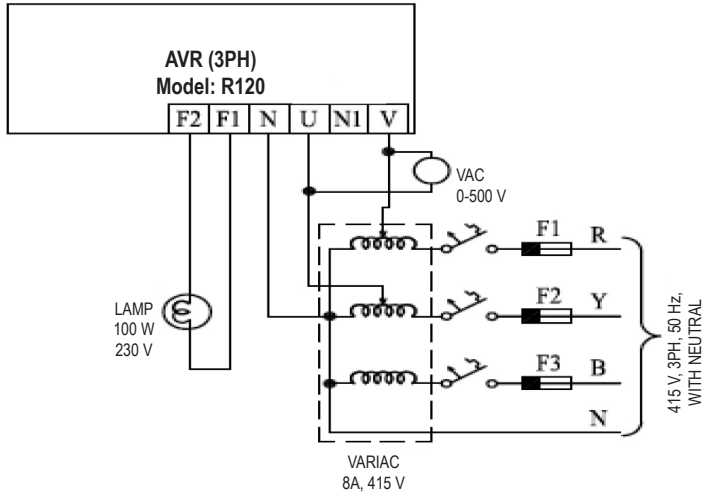 AVR (3PH)
Model: R120
F2 F1 N U N1 V
VAC
0-500 V
F1 R
F2 Y
F3 B
N
LAMP
100 W
230 V
415 V, 3PH, 50 Hz,
WITH NEUTRAL
VARIAC
8A, 415 V